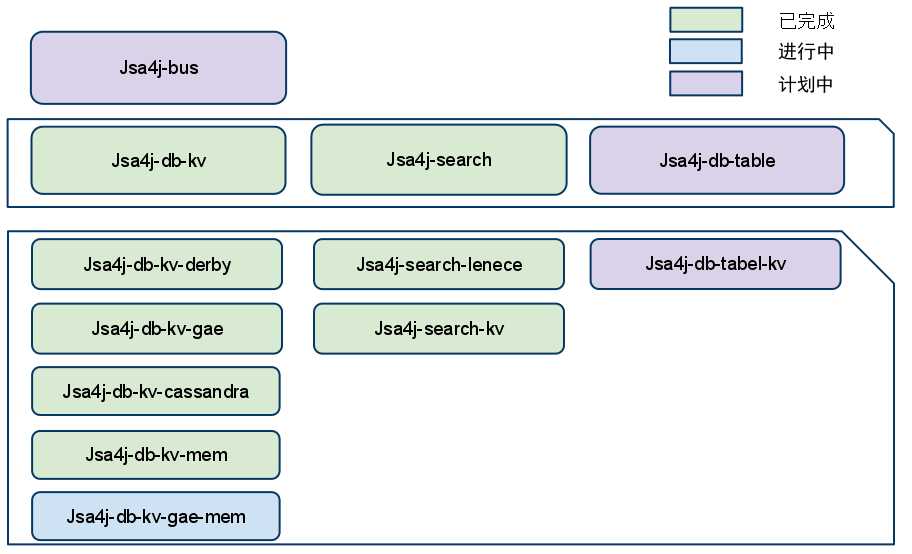 已完成
进行中
计划中
Jsa4j-bus
Jsa4j-db-kv
Jsa4j-search
Jsa4j-db-table
Jsa4j-db-kv-derby
Jsa4j-search-lenece
Jsa4j-db-tabel-kv
Jsa4j-db-kv-gae
Jsa4j-search-kv
Jsa4j-db-kv-cassandra
Jsa4j-db-kv-mem
Jsa4j-db-kv-gae-mem